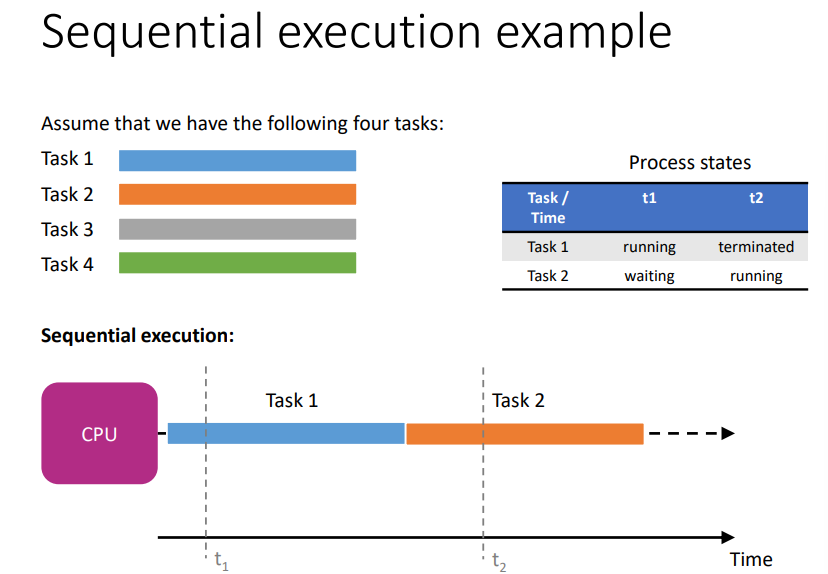 Sequential execution example
Assume that we have the following four tasks:
Task 1
Task 2
Task 3
Task 4
Process states
Task / Time t1 t2
Task 1 running terminated
Task 2 waiting running
Sequential execution:
Task 1 Task 2
CPU
t1 t2 Time